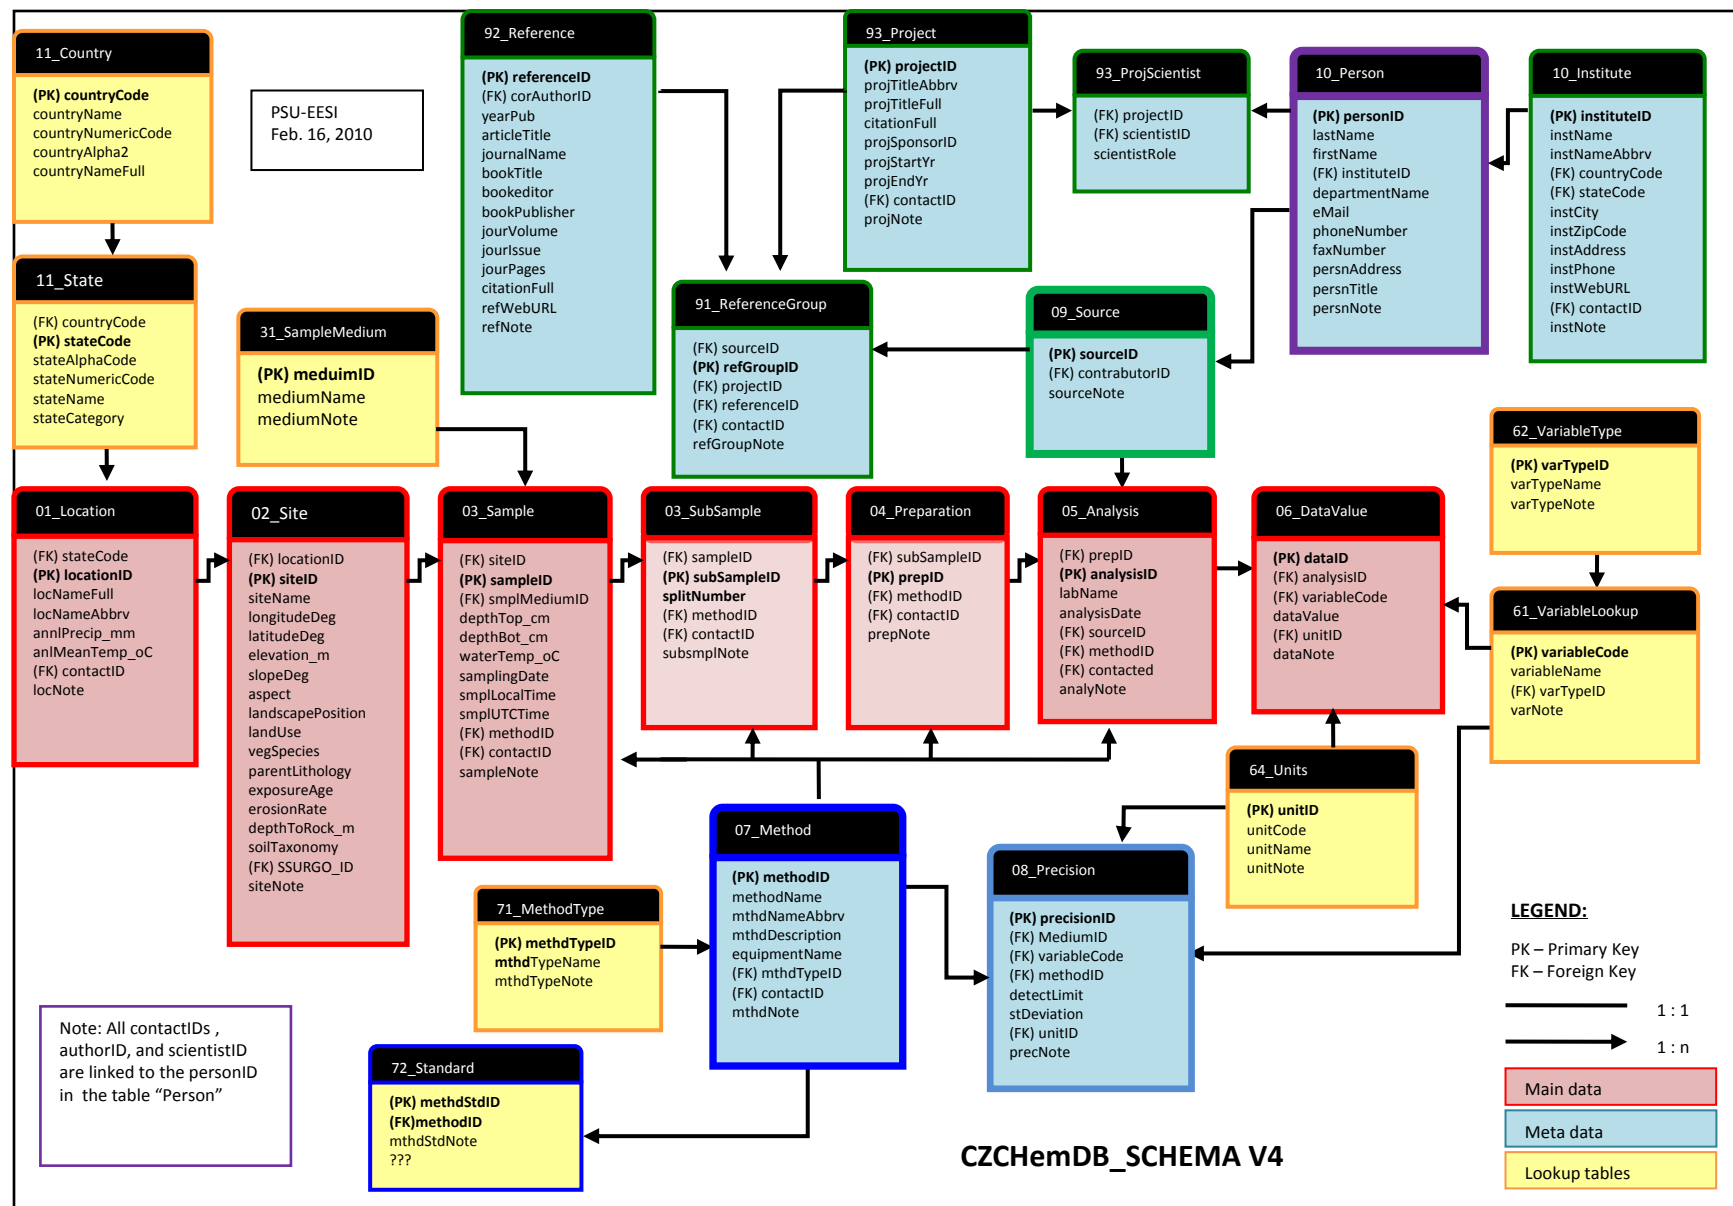 11_Country
(PK) countryCode
countryName
countryNumericCode
countryAlpha2
countryNameFull
PSU-EESI
Feb. 16, 2010
92_Reference
(PK) referenceID
(FK) corAuthorID
yearPub
articleTitle
journalName
bookTitle
bookeditor
bookPublisher
jourVolume
jourIssue
jourPages
citationFull
refWebURL
refNote
93_Project
(PK) projectID
projTitleAbbrv
projTitleFull
citationFull
projSponsorID
projStartYr
projEndYr
(FK) contactID
projNote
93_ProjScientist
(FK) projectID
(FK) scientistID
scientistRole
10_Person
(PK) personID
lastName
firstName
(FK) instituteID
departmentName
eMail
phoneNumber
faxNumber
persnAddress
persnTitle
persnNote
10_Institute
(PK) instituteID
instName
instNameAbbrv
(FK) countryCode
(FK) stateCode
instCity
instZipCode
instAddress
instPhone
instWebURL
(FK) contactID
instNote
11_State
(FK) countryCode
(PK) stateCode
stateAlphaCode
stateNumericCode
stateName
stateCategory
31_SampleMedium
(PK) meduimID
mediumName
mediumNote
91_ReferenceGroup
(FK) sourceID
(PK) refGroupID
(FK) projectID
(FK) referenceID
(FK) contactID
refGroupNote
09_Source
(PK) sourceID
(FK) contrabutorID
sourceNote
62_VariableType
(PK) varTypeID
varTypeName
varTypeNote
01_Location
(FK) stateCode
(PK) locationID
locNameFull
locNameAbbrv
annlPrecip_mm
anlMeanTemp_oC
(FK) contactID
locNote
02_Site
(FK) locationID
(PK) siteID
siteName
longitudeDeg
latitudeDeg
elevation_m
slopeDeg
aspect
landscapePosition
landUse
vegSpecies
parentLithology
exposureAge
erosionRate
depthToRock_m
soilTaxonomy
(FK) SSURGO_ID
siteNote
03_Sample
(FK) siteID
(PK) sampleID
(FK) smplMediumID
depthTop_cm
depthBot_cm
waterTemp_oC
samplingDate
smplLocalTime
smplUTCTime
(FK) methodID
(FK) contactID
sampleNote
03_SubSample
(FK) sampleID
(PK) subSampleID
splitNumber
(FK) methodID
(FK) contactID
subsmplNote
04_Preparation
(FK) subSampleID
(PK) prepID
(FK) methodID
(FK) contactID
prepNote
05_Analysis
(FK) prepID
(PK) analysisID
labName
analysisDate
(FK) sourceID
(FK) methodID
(FK) contacted
analyNote
06_DataValue
(PK) dataID
(FK) analysisID
(FK) variableCode
dataValue
(FK) unitID
dataNote
61_VariableLookup
(PK) variableCode
variableName
(FK) varTypeID
varNote
64_Units
(PK) unitID
unitCode
unitName
unitNote
07_Method
(PK) methodID
methodName
mthdNameAbbrv
mthdDescription
equipmentName
(FK) mthdTypeID
(FK) contactID
mthdNote
08_Precision
(PK) precisionID
(FK) MediumID
(FK) variableCode
(FK) methodID
detectLimit
stDeviation
(FK) unitID
precNote
71_MethodType
(PK) methdTypeID
mthdTypeName
mthdTypeNote
72_Standard
(PK) methdStdID
(FK)methodID
mthdStdNote
???
Note: All contactIDs ,
authorID, and scientistID
are linked to the personID
in the table “Person”
LEGEND:
PK – Primary Key
FK – Foreign Key
1 : 1
1 : n
Main data
Meta data
Lookup tables
CZCHemDB_SCHEMA V4